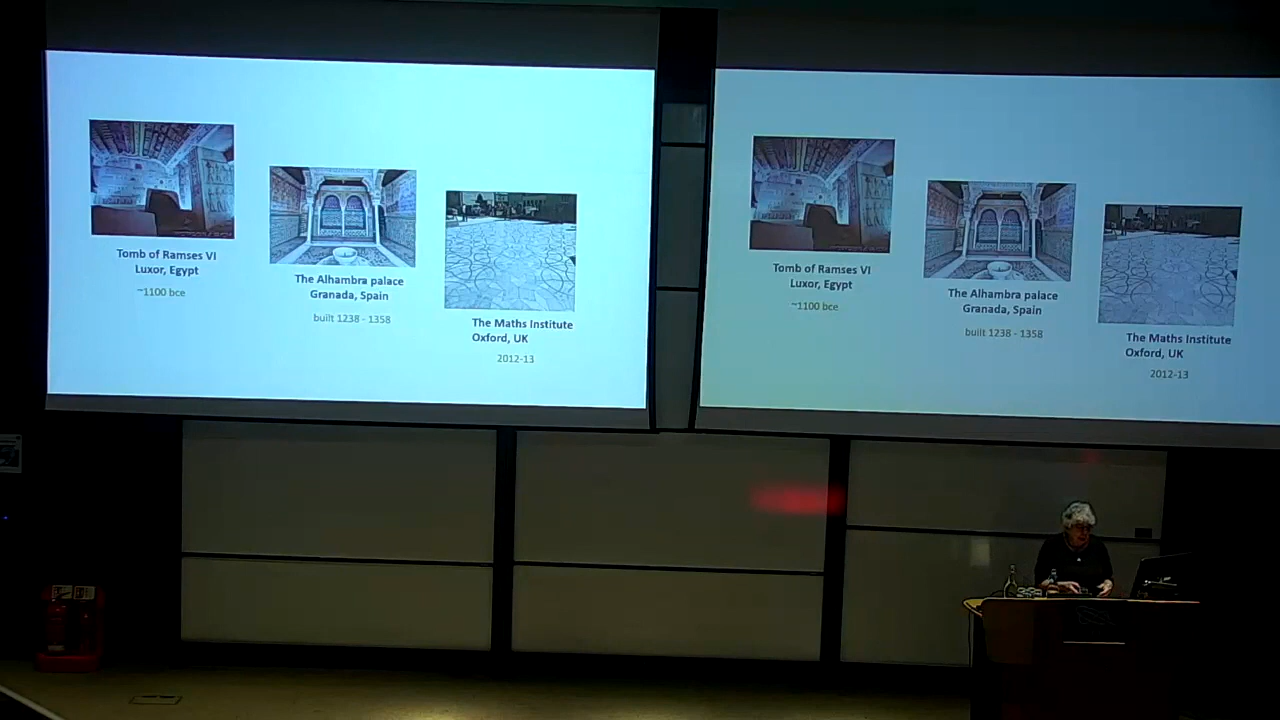 Tomb of Ramses VI
Luxor, Egypt
~1100 bce
The Alhambra palace
Granada, Spain
built 1238 - 1358
The Maths Institute
Oxford, UK
2012-13
Tomb of Ramses VI
Luxor, Egypt
~1100 bce
The Alhambra palace
Granada, Spain
built 1238 - 1358
The Maths Institute
Oxford, UK
2012-13